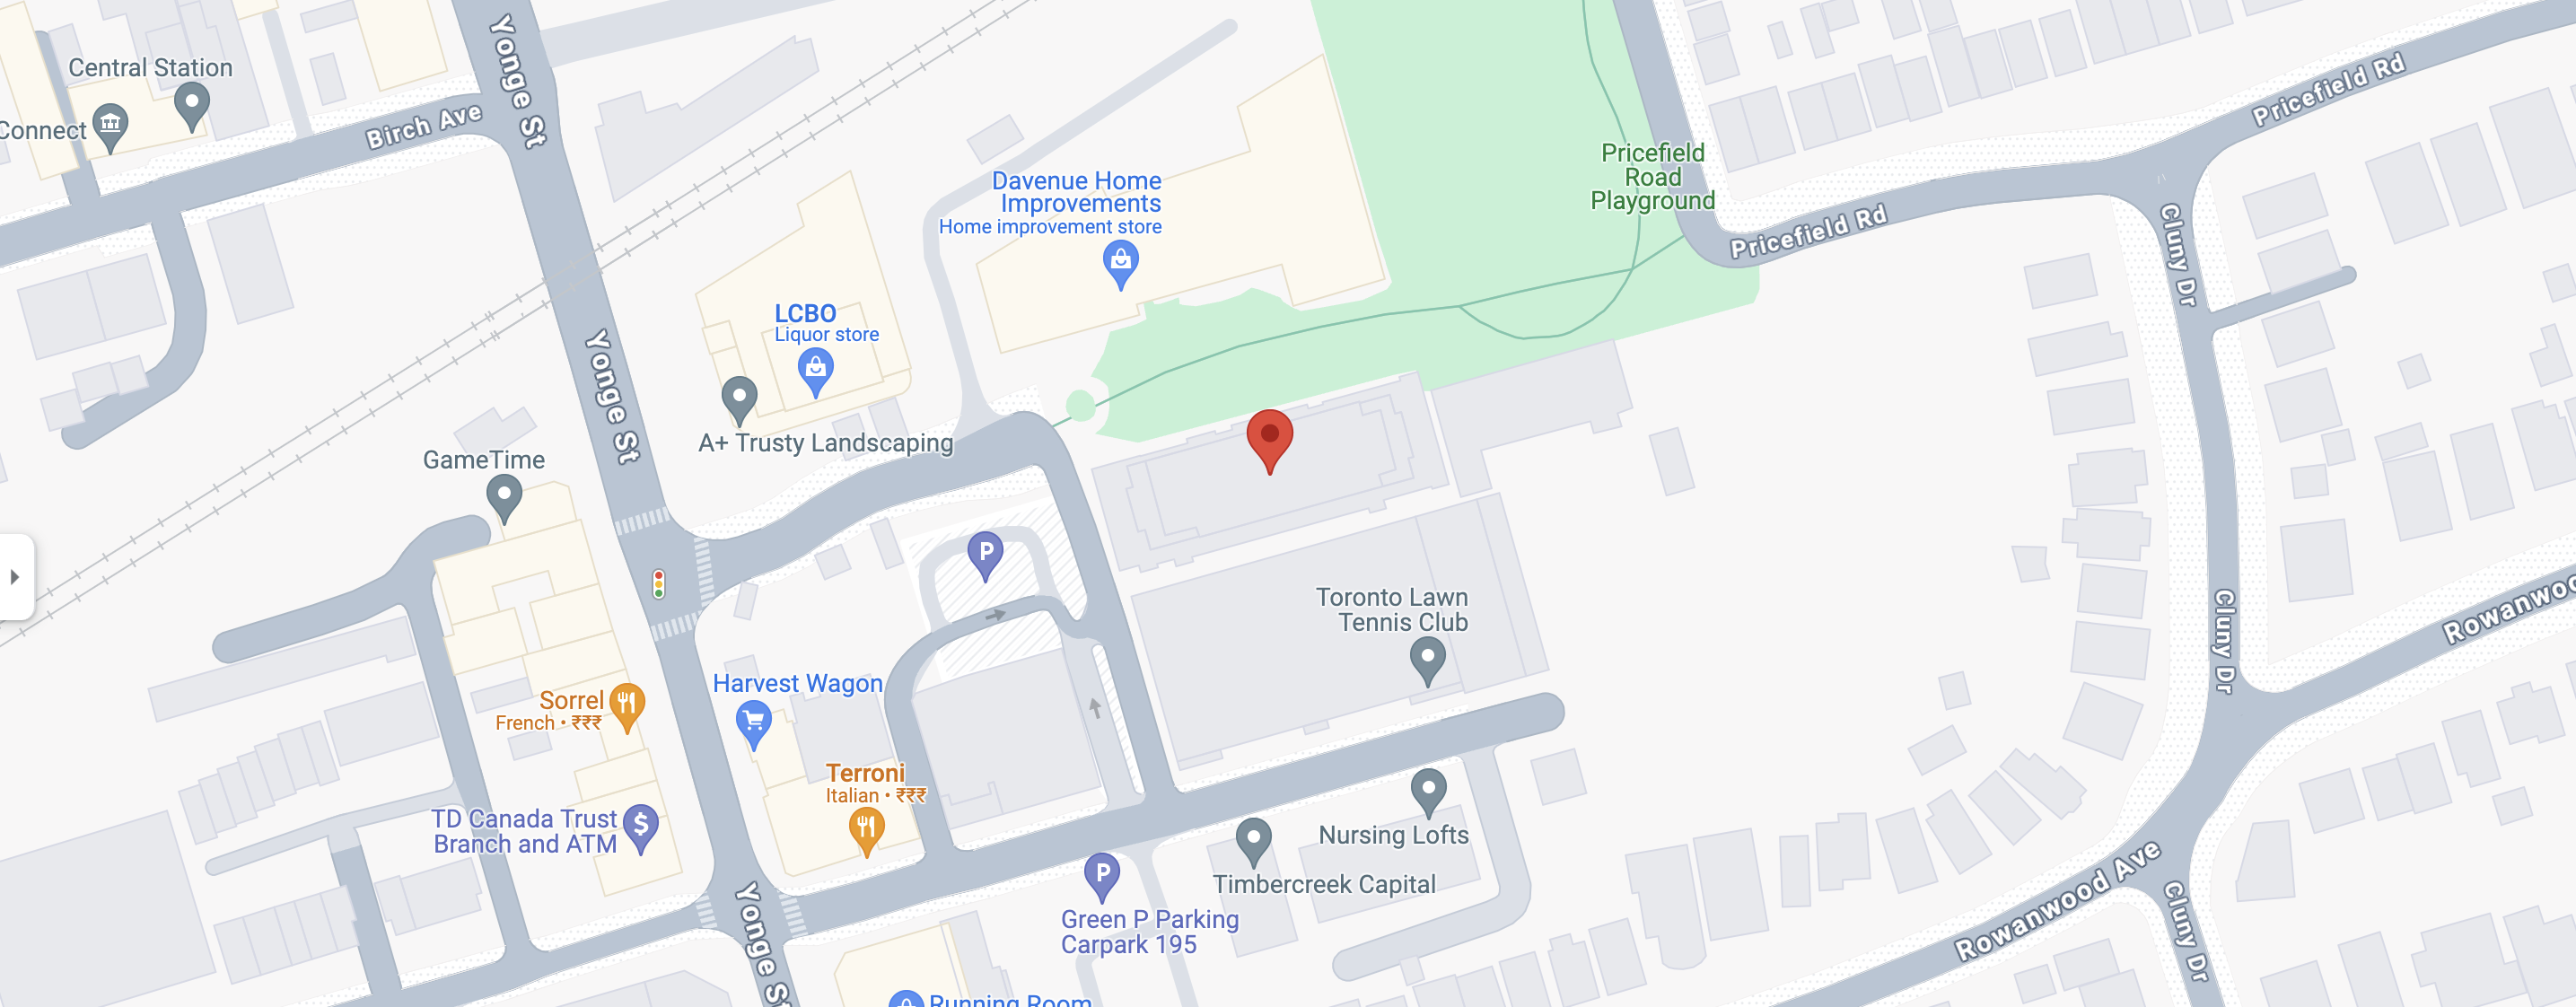 Central Station
Connect
Birch Ave
Yonge St
Davenue Home
Improvements
Home improvement store
Pricefield
Road
Playground
Pricefield Rd
Pricefield Rd
Cluny Dr
LCBO
Liquor store
A+ Trusty Landscaping
Yonge St
GameTime
P
Toronto Lawn
Tennis Club
Cluny Dr
Harvest Wagon
Sorrel
French • ₹₹₹
Terroni
Italian • ₹₹₹
TD Canada Trust
Branch and ATM
$
Nursing Lofts
Timbercreek Capital
P
Green P Parking
Carpark 195
Yonge St
Running Room
Rowanwood Ave
Cluny Dr